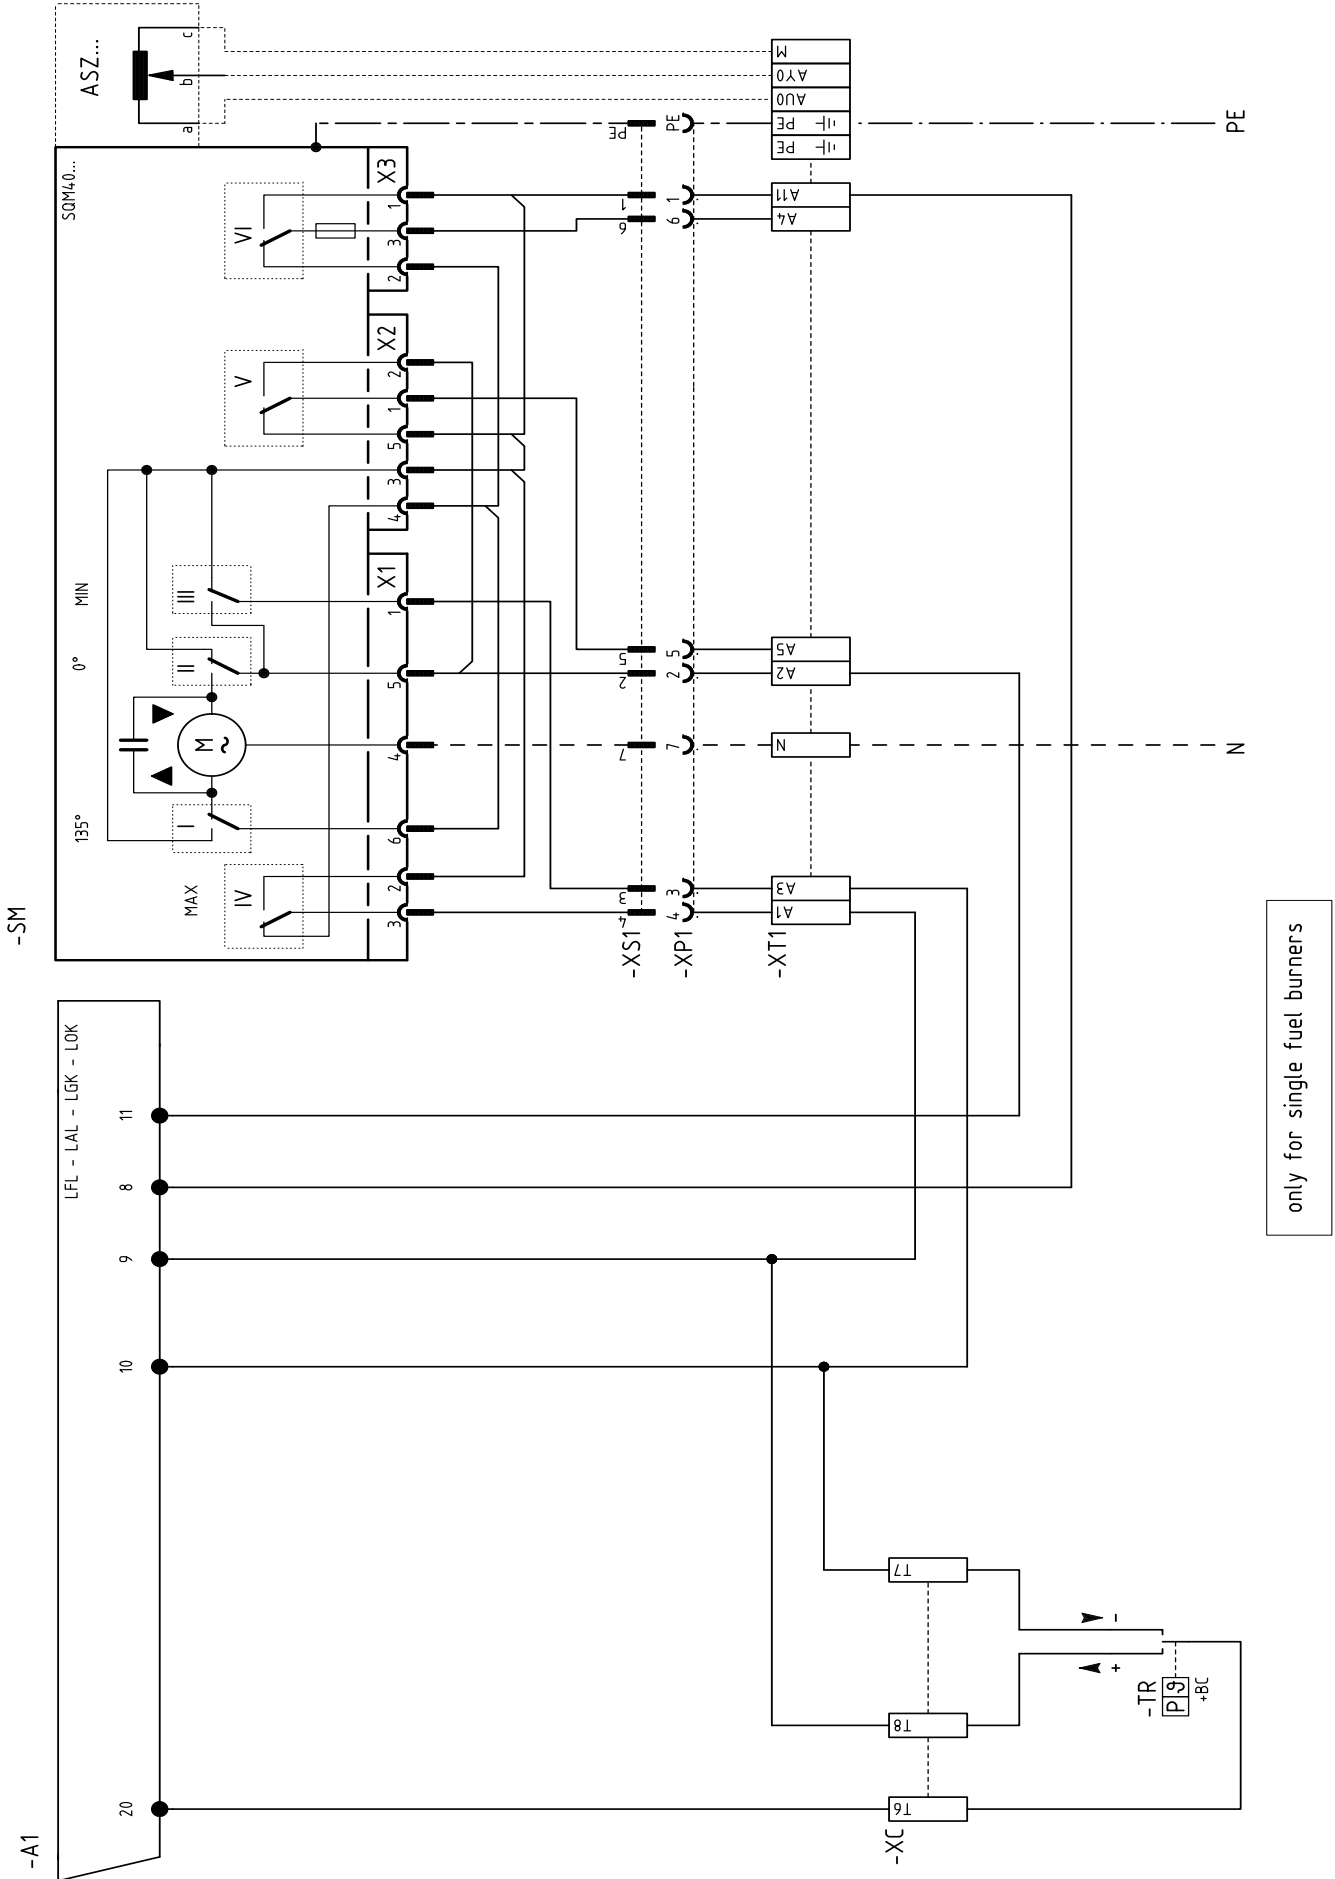 -A1
LFL - LAL - LGK - LOK
20
10
9
8
11
-SM
SQM40...
ASZ...
a
b
c
135°
0°
MIN
MAX
IV
I
M
~
II
III
V
VI
X1
3
2
6
4
5
1
X2
4
3
5
1
2
X3
2
3
1
-XS1
4
3
7
2
5
6
1
PE
-XP1
4
3
7
2
5
6
1
PE
-XT1
A1
A3
N
A2
A5
A4
A11
PE
PE
AU0
AY0
M
N
PE
-XC
T6
T8
T7
-TR
P ϑ
+BC
+
-
only for single fuel burners